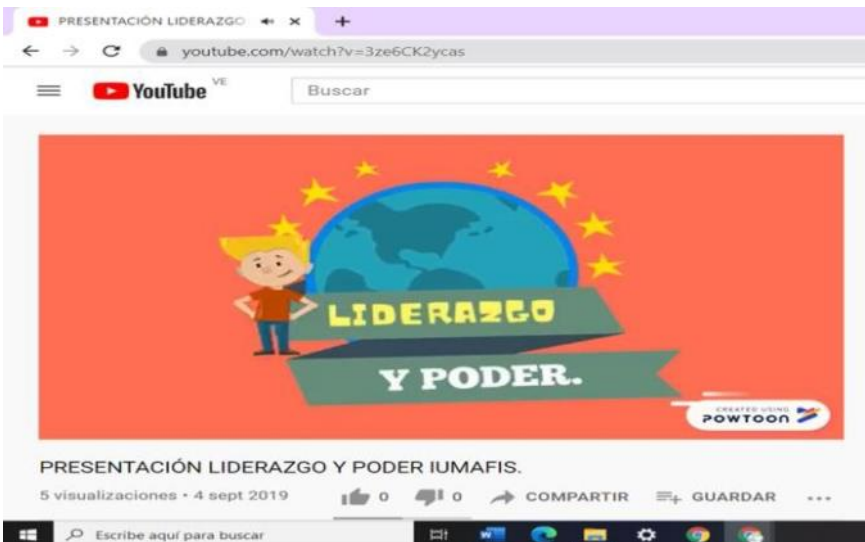 PRESENTACIÓN LIDERAZGO
youtube.com/watch?v=3ze6CK2ycas
YouTube VE
Buscar
LIDERAZGO
Y PODER.
CREATED USING
POWTOON
PRESENTACIÓN LIDERAZGO Y PODER IUMAFIS.
5 visualizaciones • 4 sept 2019 0 0 COMPARTIR GUARDAR
Escribe aquí para buscar